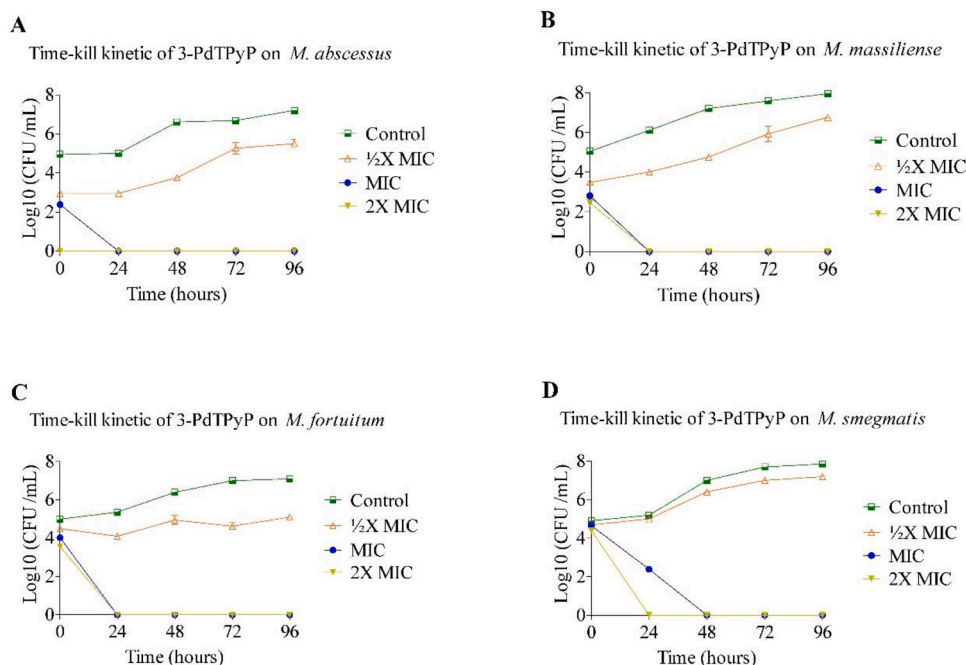 A
Time-kill kinetic of 3-PdTPyP on M. abscessus
Log10 (CFU /mL)
8
6
4
2
0
0 24 48 72 96
Time (hours)
Control
½X MIC
MIC
2X MIC
B
Time-kill kinetic of 3-PdTPyP on M. massiliense
Log10 (CFU /mL)
8
6
4
2
0
0 24 48 72 96
Time (hours)
Control
½X MIC
MIC
2X MIC
C
Time-kill kinetic of 3-PdTPyP on M. fortuitum
Log10 (CFU /mL)
8
6
4
2
0
0 24 48 72 96
Time (hours)
Control
½X MIC
MIC
2X MIC
D
Time-kill kinetic of 3-PdTPyP on M. smegmatis
Log10 (CFU /mL)
8
6
4
2
0
0 24 48 72 96
Time (hours)
Control
½X MIC
MIC
2X MIC